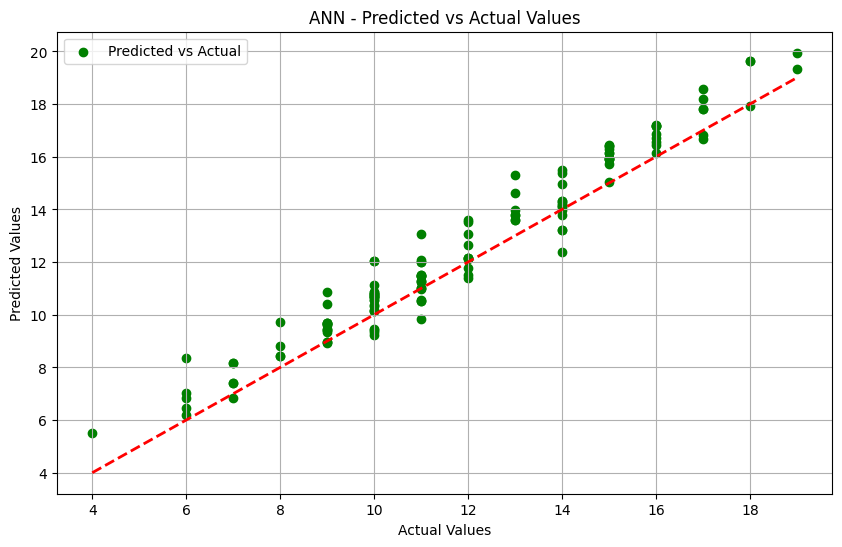 ANN - Predicted vs Actual Values
Predicted vs Actual
Predicted Values
20
18
16
14
12
10
8
6
4
4 6 8 10 12 14 16 18
Actual Values